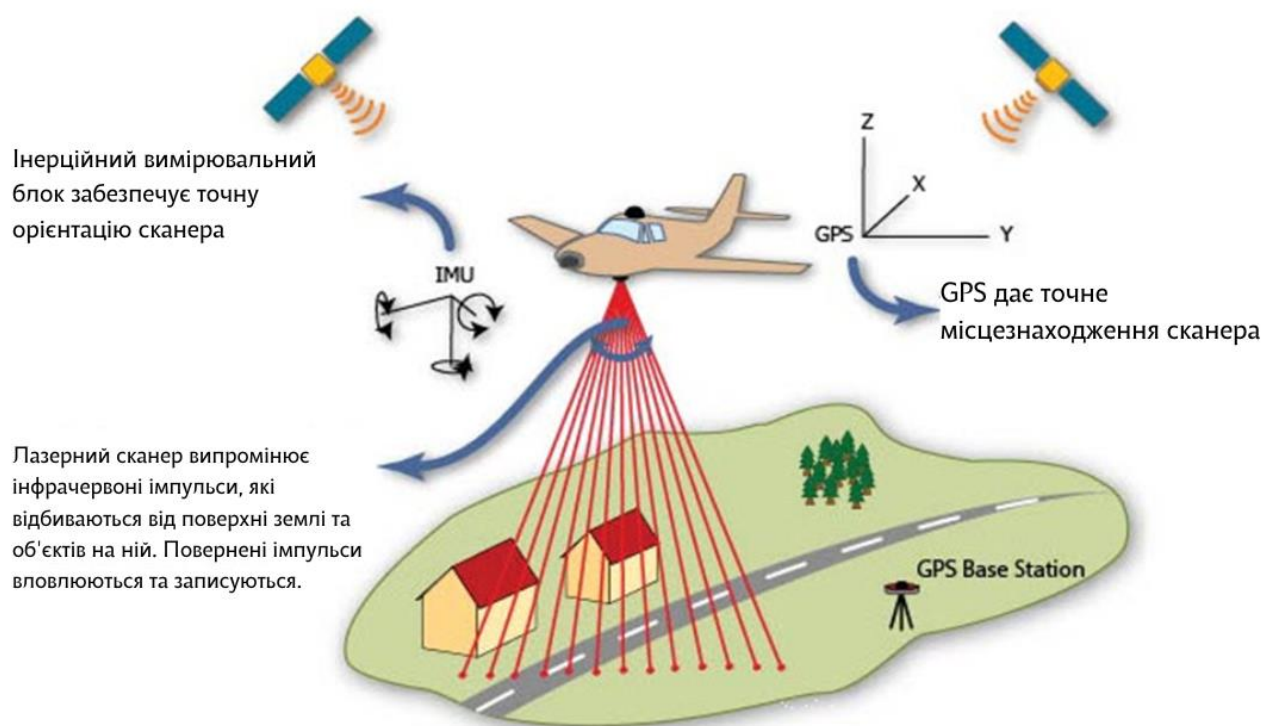 Інерційний вимірювальний
блок забезпечує точну
орієнтацію сканера
IMU
Z
X
Y
GPS
GPS дає точне
місцезнаходження сканера
Лазерний сканер випромінює
інфрачервоні імпульси, які
відбиваються від поверхні землі та
об'єктів на ній. Повернені імпульси
вловлюються та записуються.
GPS Base Station